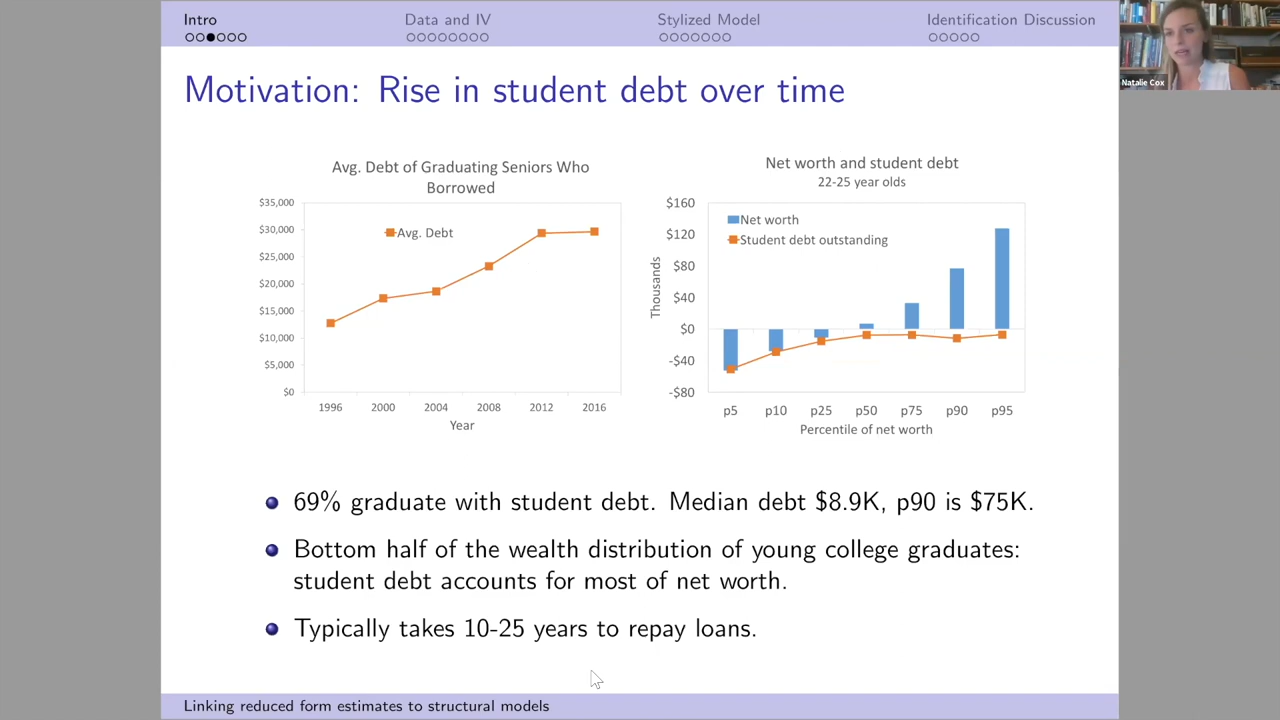 Intro
Data and IV
Stylized Model
Identification Discussion
Natalie Cox
Motivation: Rise in student debt over time
Avg. Debt of Graduating Seniors Who
Borrowed
$35,000
$30,000
$25,000
$20,000
$15,000
$10,000
$5,000
$0
Avg. Debt
1996 2000 2004 2008 2012 2016
Year
Net worth and student debt
22-25 year olds
Thousands
$160
$120
$80
$40
$0
-$40
-$80
Net worth
Student debt outstanding
p5 p10 p25 p50 p75 p90 p95
Percentile of net worth
69% graduate with student debt. Median debt $8.9K, p90 is $75K.
Bottom half of the wealth distribution of young college graduates:
student debt accounts for most of net worth.
Typically takes 10-25 years to repay loans.
Linking reduced form estimates to structural models